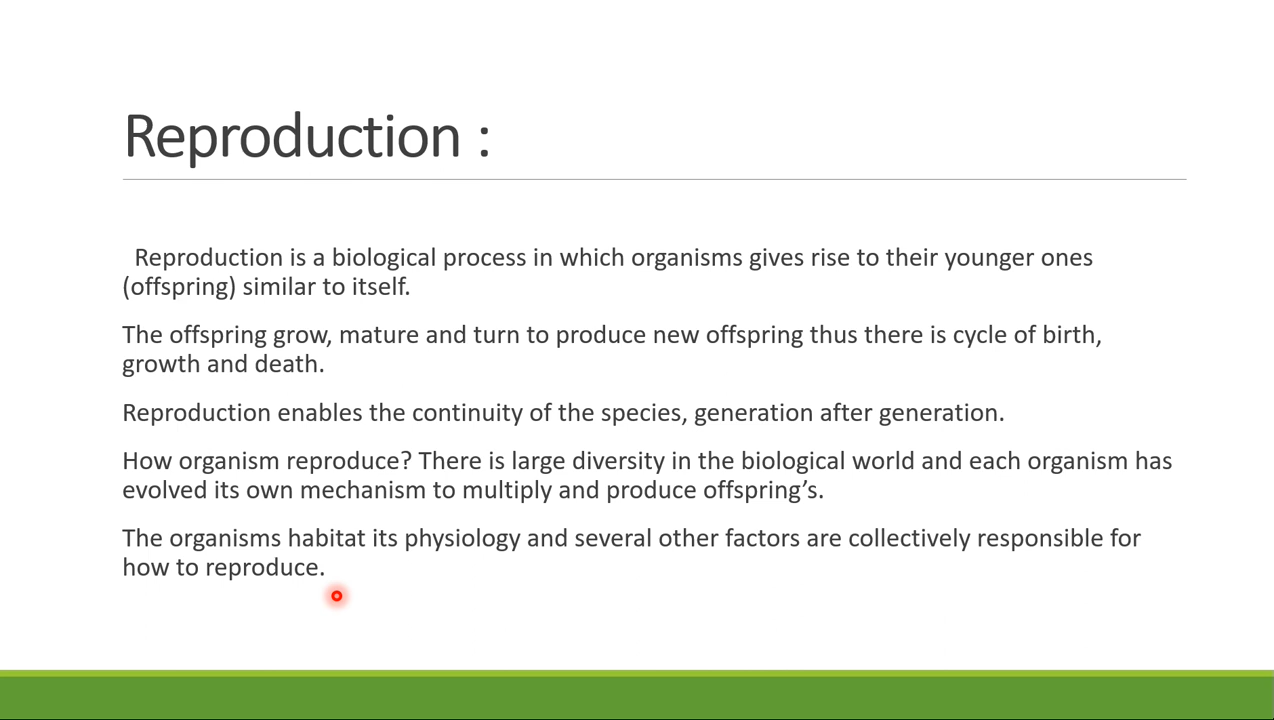 Reproduction :
Reproduction is a biological process in which organisms gives rise to their younger ones
(offspring) similar to itself.
The offspring grow, mature and turn to produce new offspring thus there is cycle of birth,
growth and death.
Reproduction enables the continuity of the species, generation after generation.
How organism reproduce? There is large diversity in the biological world and each organism has
evolved its own mechanism to multiply and produce offspring’s.
The organisms habitat its physiology and several other factors are collectively responsible for
how to reproduce.